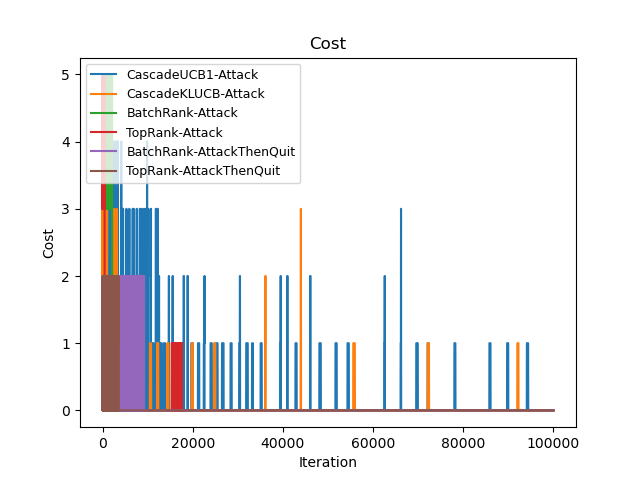 Cost
5
4
3
2
1
0
Cost
CascadeUCB1-Attack
CascadeKLUCB-Attack
BatchRank-Attack
TopRank-Attack
BatchRank-AttackThenQuit
TopRank-AttackThenQuit
0 20000 40000 60000 80000 100000
Iteration